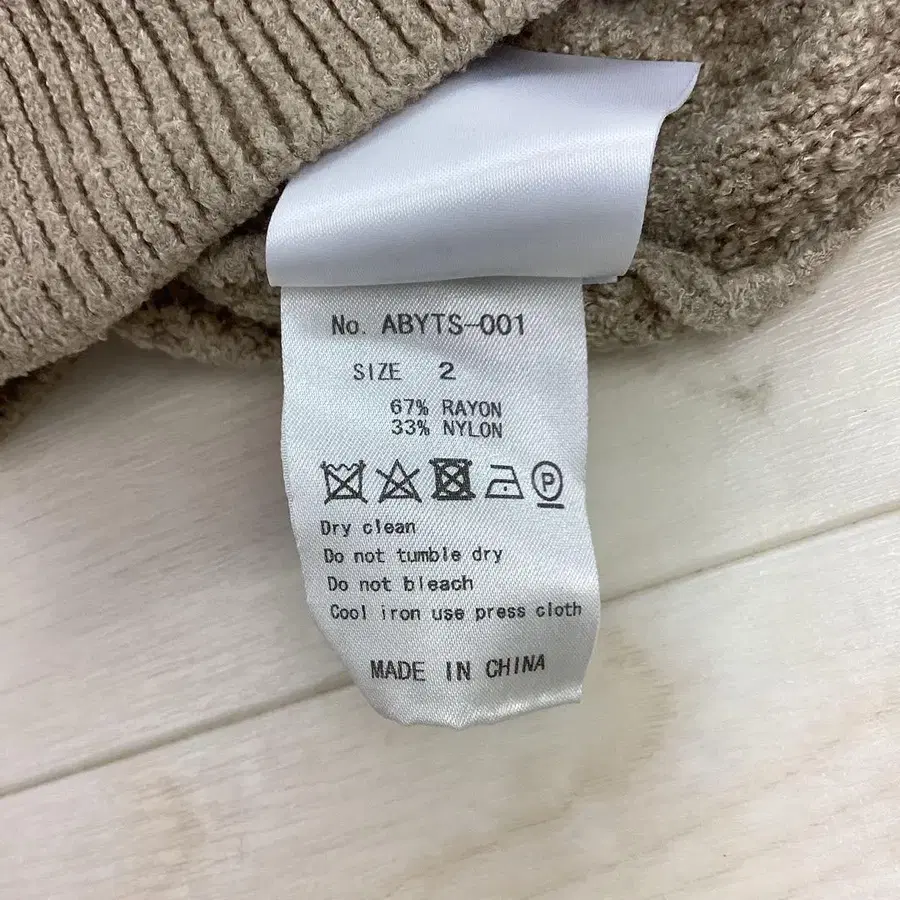 No. ABYTS-001
SIZE 2
67% RAYON
33% NYLON
P
Dry clean
Do not tumble dry
Do not bleach
Cool iron use press cloth
MADE IN CHINA